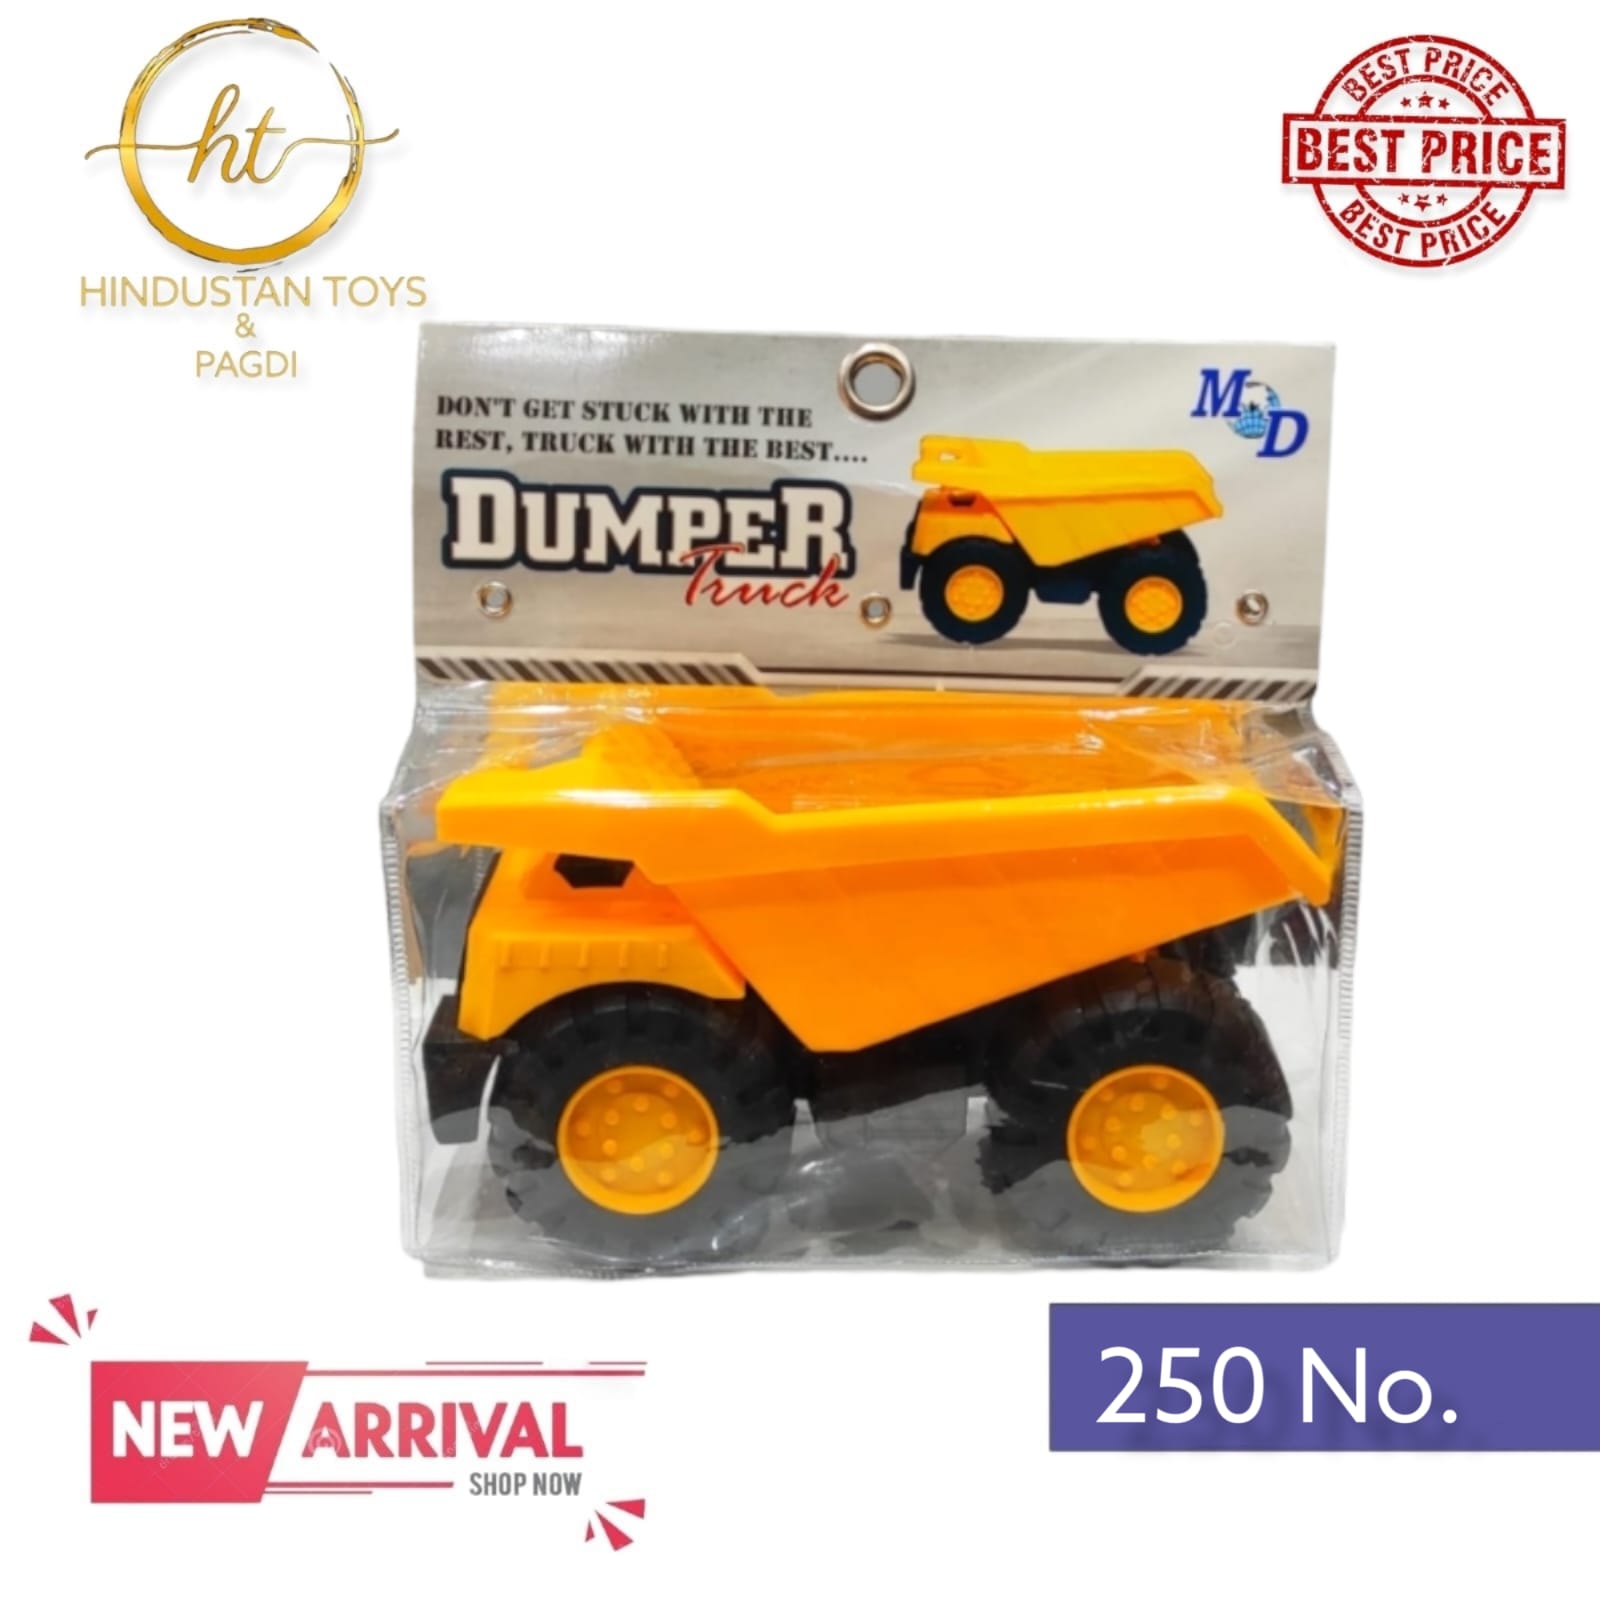 ht
HINDUSTAN TOYS
&
PAGDI
BEST PRICE
BEST PRICE
BEST PRICE
DON'T GET STUCK WITH THE
REST, TRUCK WITH THE BEST....
DUMPER
Truck
M D
NEW ARRIVAL
SHOP NOW
250 No.